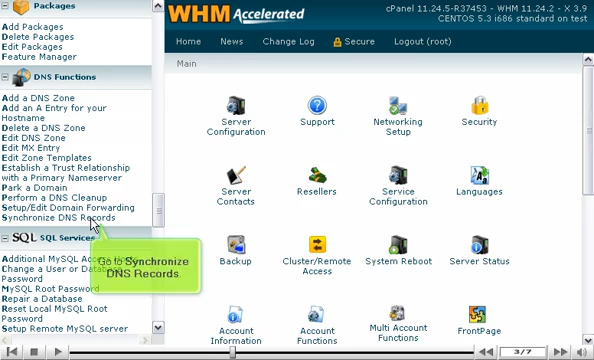 Packages
Add Packages
Delete Packages
Edit Packages
Feature Manager
DNS Functions
Add a DNS Zone
Add an A Entry for your
Hostname
Delete a DNS Zone
Edit DNS Zone
Edit MX Entry
Edit Zone Templates
Establish a Trust Relationship
with a Primary Nameserver
Park a Domain
Perform a DNS Cleanup
Setup/Edit Domain Forwarding
Synchronize DNS Records
SQL SQL Services
Additional MySQL Access
Change a User or Database
Password
MySQL Root Password
Repair a Database
Reset Local MySQL Root
Password
Setup Remote MySQL server
Go to Synchronize
DNS Records.
WHM Accelerated
cPanel 11.24.5-R37453 - WHM 11.24.2 - X 3.9
CENTOS 5.3 i686 standard on test
Home News Change Log Secure Logout (root)
Main
Server
Configuration
Support
Networking
Setup
Security
Server
Contacts
Resellers
Service
Configuration
Languages
Backup
Cluster/Remote
Access
System Reboot
Server Status
Account
Information
Account
Functions
Multi Account
Functions
FrontPage
3/7